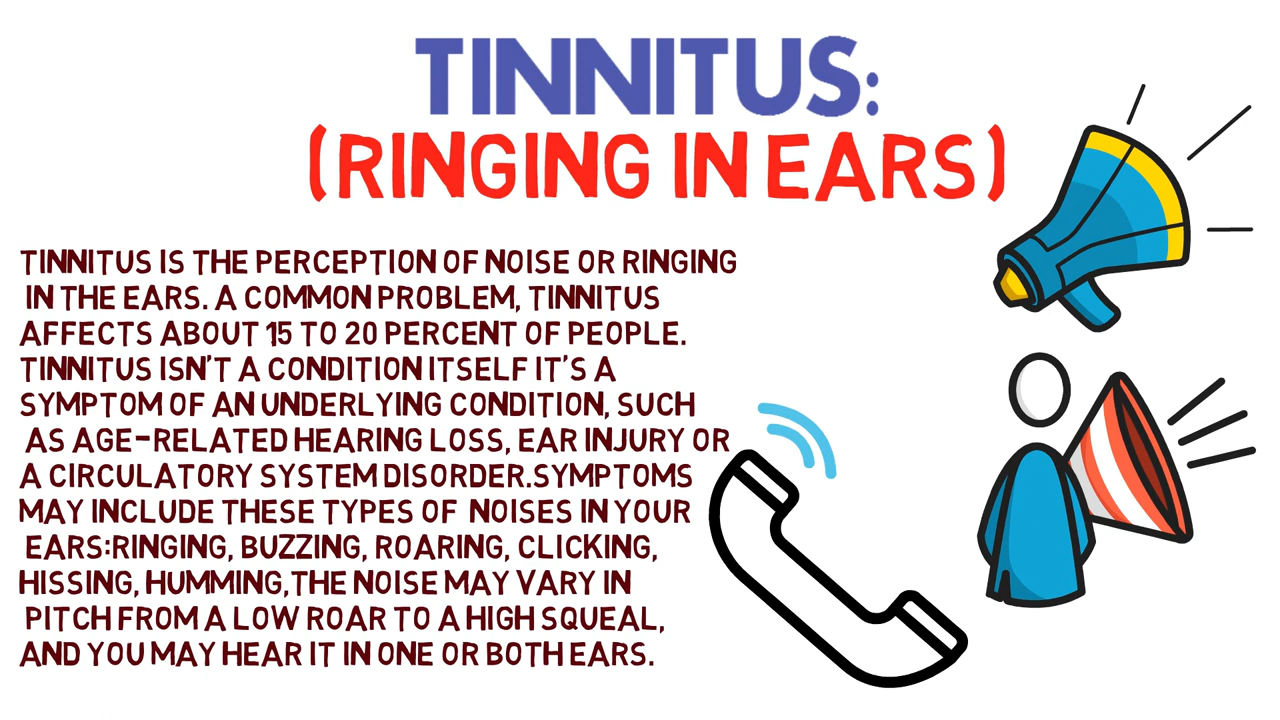 TINNITUS:
(RINGING IN EARS)
TINNITUS IS THE PERCEPTION OF NOISE OR RINGING
IN THE EARS. A COMMON PROBLEM, TINNITUS
AFFECTS ABOUT 15 TO 20 PERCENT OF PEOPLE.
TINNITUS ISN'T A CONDITION ITSELF IT'S A
SYMPTOM OF AN UNDERLYING CONDITION, SUCH
AS AGE-RELATED HEARING LOSS, EAR INJURY OR
A CIRCULATORY SYSTEM DISORDER.SYMPTOMS
MAY INCLUDE THESE TYPES OF NOISES IN YOUR
EARS:RINGING, BUZZING, ROARING, CLICKING,
HISSING, HUMMING,THE NOISE MAY VARY IN
PITCH FROM A LOW ROAR TO A HIGH SQUEAL,
AND YOU MAY HEAR IT IN ONE OR BOTH EARS.